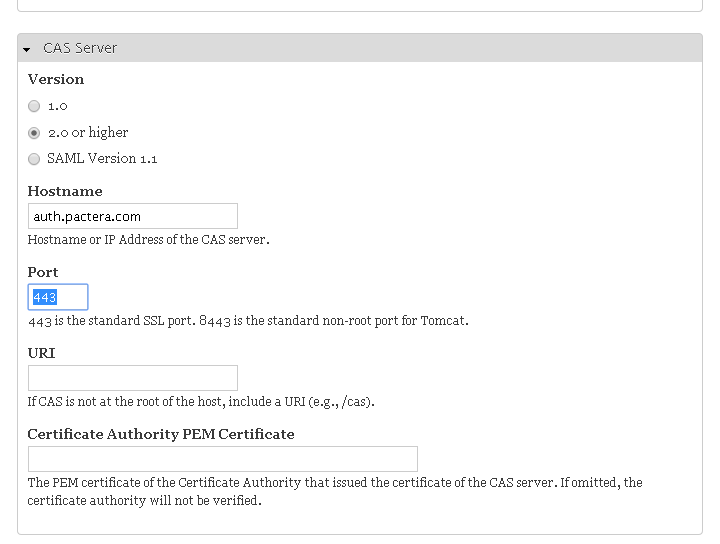 CAS Server
Version
1.0
2.0 or higher
SAML Version 1.1
Hostname
auth.pactera.com
Hostname or IP Address of the CAS server.
Port
443
443 is the standard SSL port. 8443 is the standard non-root port for Tomcat.
URI
If CAS is not at the root of the host, include a URI (e.g., /cas).
Certificate Authority PEM Certificate
The PEM certificate of the Certificate Authority that issued the certificate of the CAS server. If omitted, the
certificate authority will not be verified.